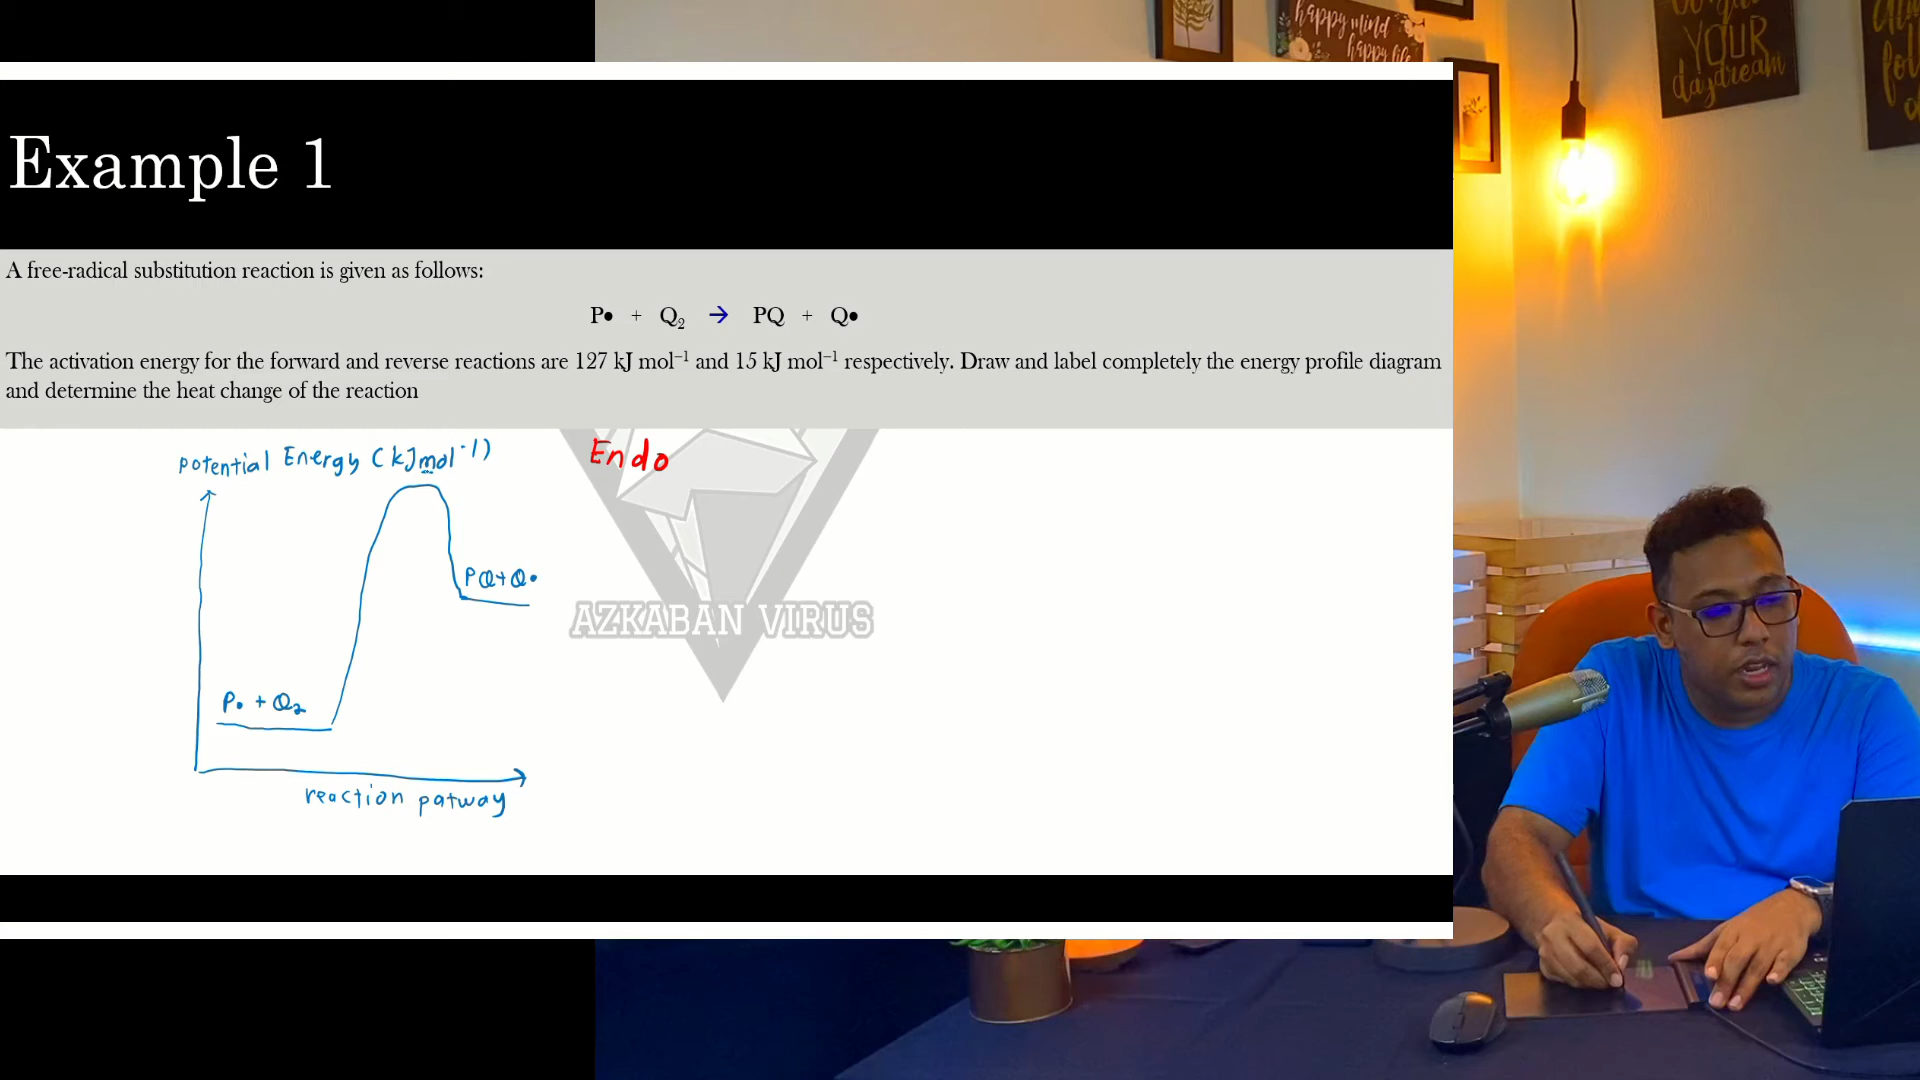 happy mind
happy life
YOUR
daydream
Example 1
A free-radical substitution reaction is given as follows:
P• + Q₂ → PQ + Q•
The activation energy for the forward and reverse reactions are 127 kJ mol⁻¹ and 15 kJ mol⁻¹ respectively. Draw and label completely the energy profile diagram
and determine the heat change of the reaction
potential Energy (kJmol⁻¹)
Endo
PQ+Q•
AZKABAN VIRUS
P• + Q₂
reaction patway